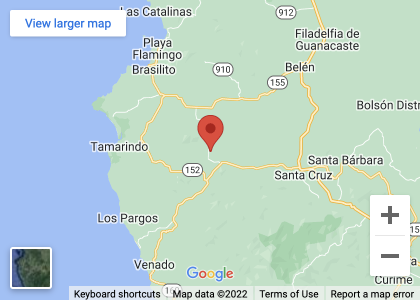 Las Catalinas
912
View larger map
Filadelfia de
Guanacaste
Playa
Flamingo
Brasilito
910
Belén
155
Bolsón Distr
Tamarindo
152
Santa Bárbara
Santa Cruz
Los Pargos
+
−
Venado
Google
160
Curime
Keyboard shortcuts
Map data ©2022
Terms of Use
Report a map error